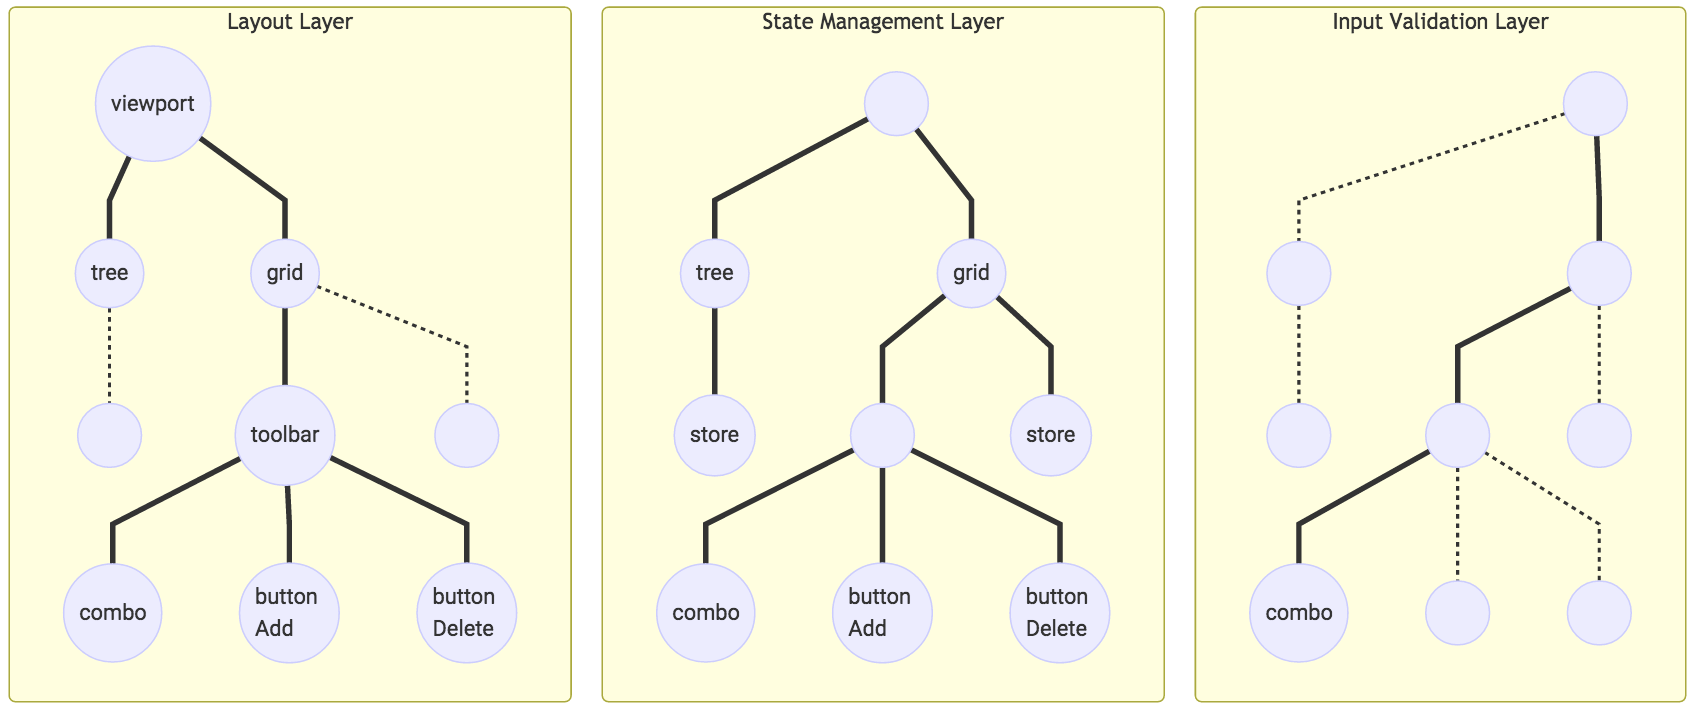 Layout Layer
viewport
tree
grid
toolbar
combo
button
Add
button
Delete
State Management Layer
tree
grid
store
store
combo
button
Add
button
Delete
Input Validation Layer
combo